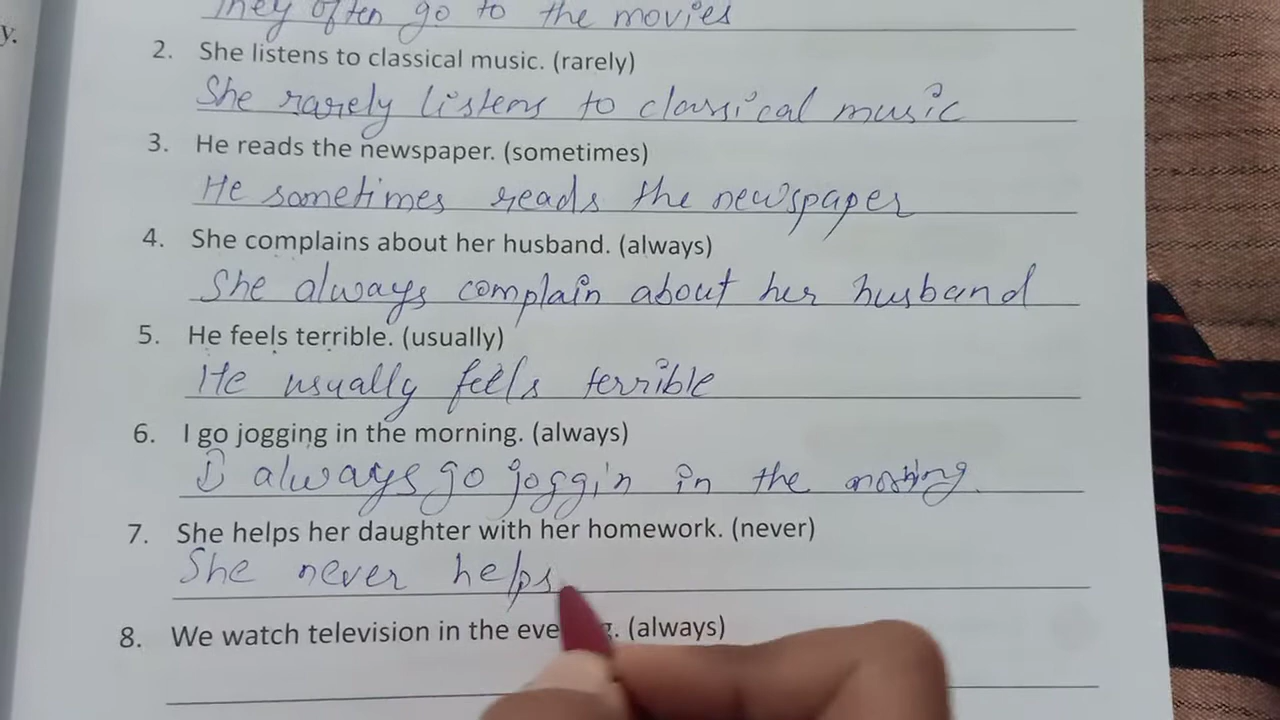 They often go to the movies
y.
2. She listens to classical music. (rarely)
She rarely listens to classical music
3. He reads the newspaper. (sometimes)
He sometimes reads the newspaper
4. She complains about her husband. (always)
She always complain about her husband
5. He feels terrible. (usually)
He usually feels terrible
6. I go jogging in the morning. (always)
I always go joggin in the morning.
7. She helps her daughter with her homework. (never)
She never helps
8. We watch television in the eve g. (always)